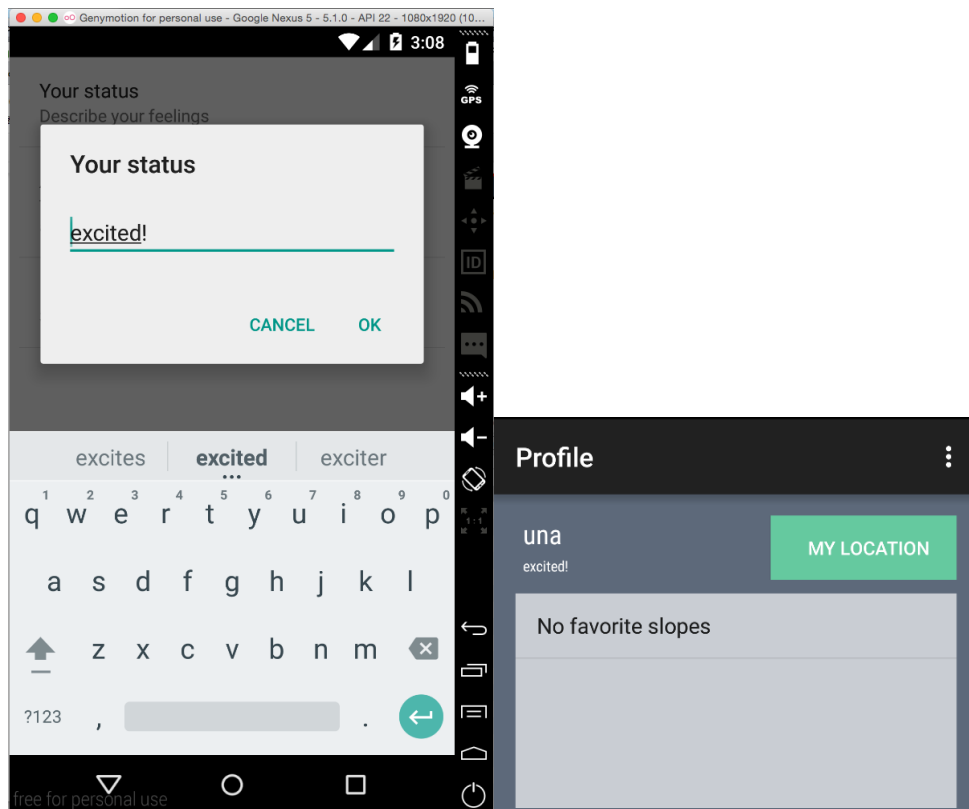 Genymotion for personal use - Google Nexus 5 - 5.1.0 - API 22 - 1080x1920 (10...
3:08
Your status
Describe your feelings
Your status
excited!
CANCEL OK
GPS
ID
1:1
excites excited exciter
1 2 3 4 5 6 7 8 9 0
q w e r t y u i o p
a s d f g h j k l
z x c v b n m
?123 , .
free for personal use
Profile
una
excited!
MY LOCATION
No favorite slopes